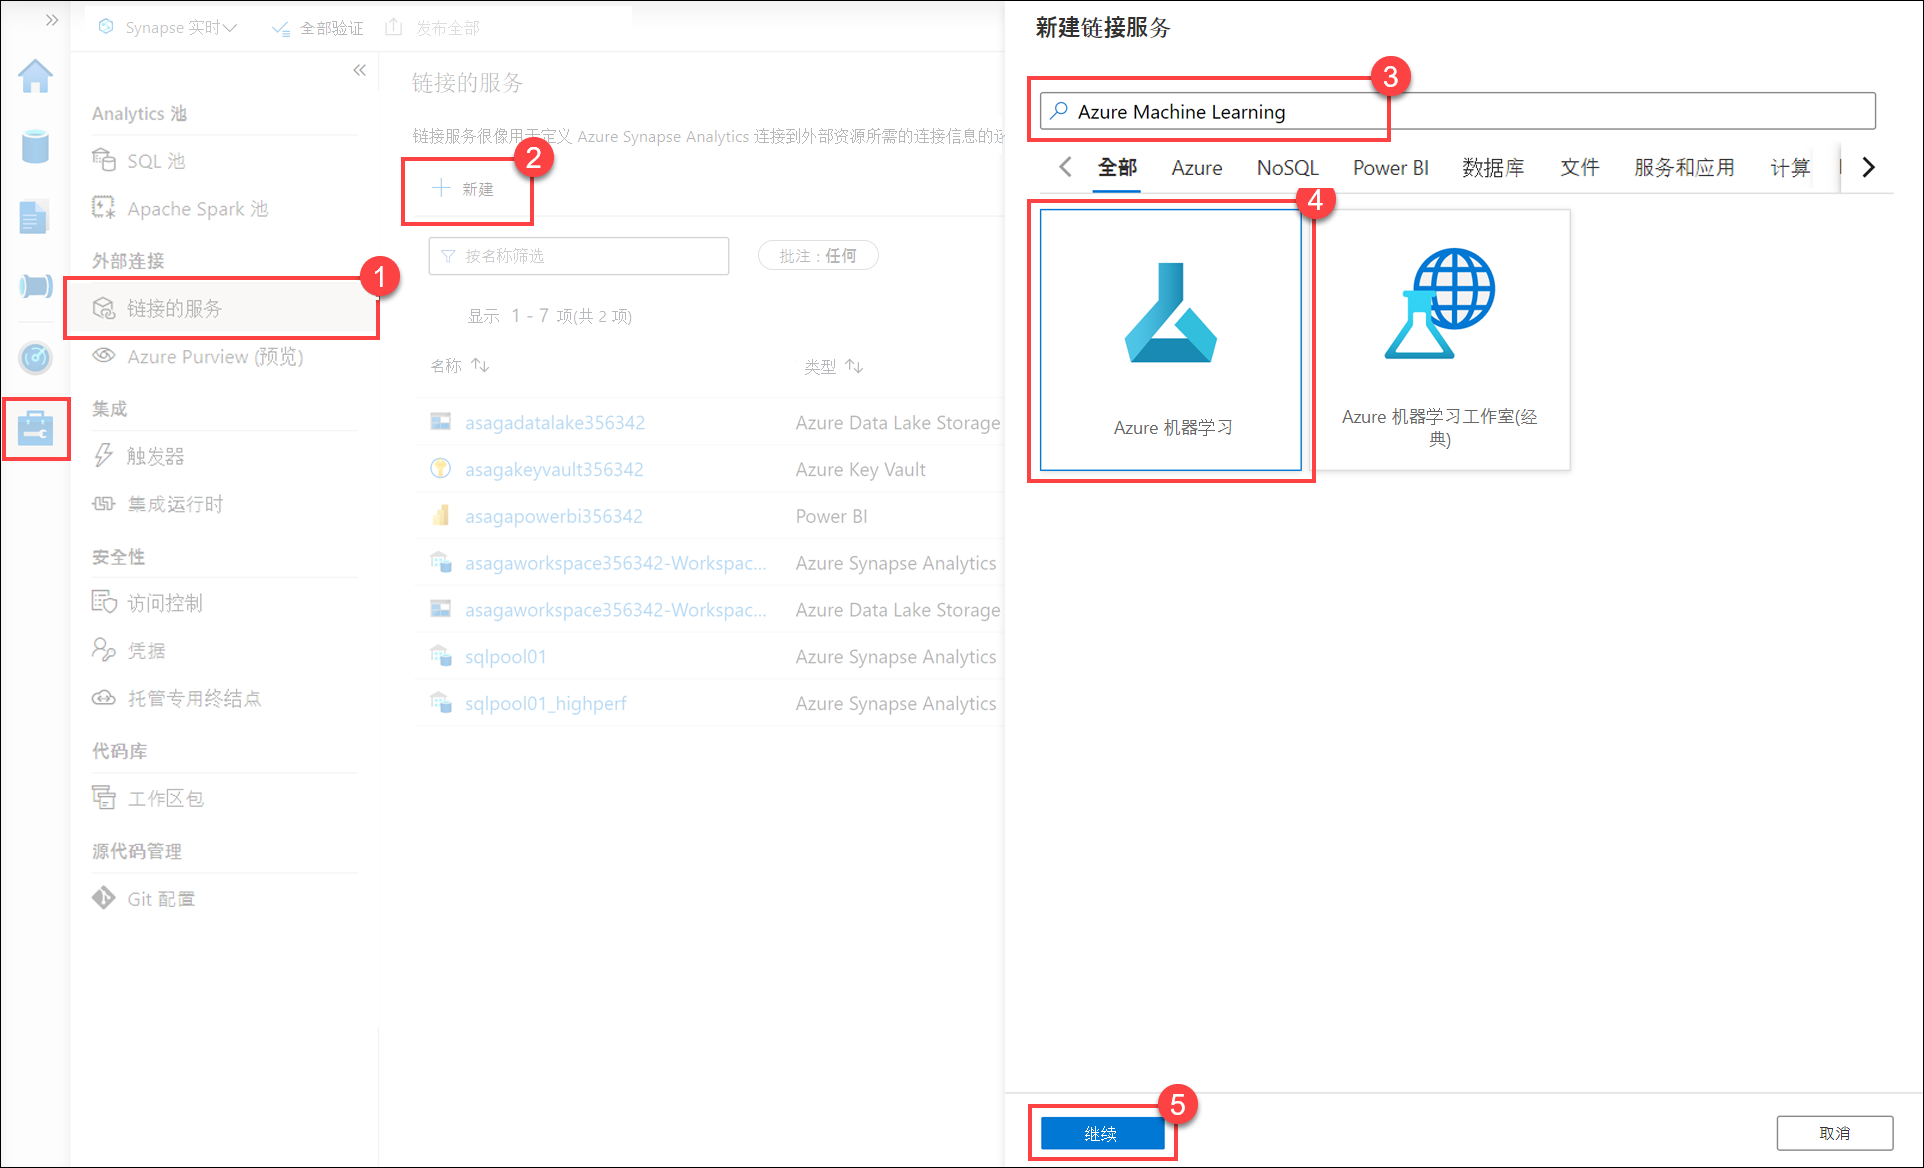 Synapse 实时
全部验证
发布全部
Analytics 池
SQL 池
Apache Spark 池
外部连接
链接的服务
1
Azure Purview (预览)
集成
触发器
集成运行时
安全性
访问控制
凭据
托管专用终结点
代码库
工作区包
源代码管理
Git 配置
链接的服务
链接服务很像用于定义 Azure Synapse Analytics 连接到外部资源所需的连接信息的连
2
新建
按名称筛选
批注 : 任何
显示 1 - 7 项(共 2 项)
名称 类型
asagadatalake356342 Azure Data Lake Storage
asagakeyvault356342 Azure Key Vault
asagapowerbi356342 Power BI
asagaworkspace356342-Workspac... Azure Synapse Analytics
asagaworkspace356342-Workspac... Azure Data Lake Storage
sqlpool01 Azure Synapse Analytics
sqlpool01_highperf Azure Synapse Analytics
新建链接服务
3
Azure Machine Learning
全部 Azure NoSQL Power BI 数据库 文件 服务和应用 计算
4
Azure 机器学习
Azure 机器学习工作室(经
典)
5
继续
取消